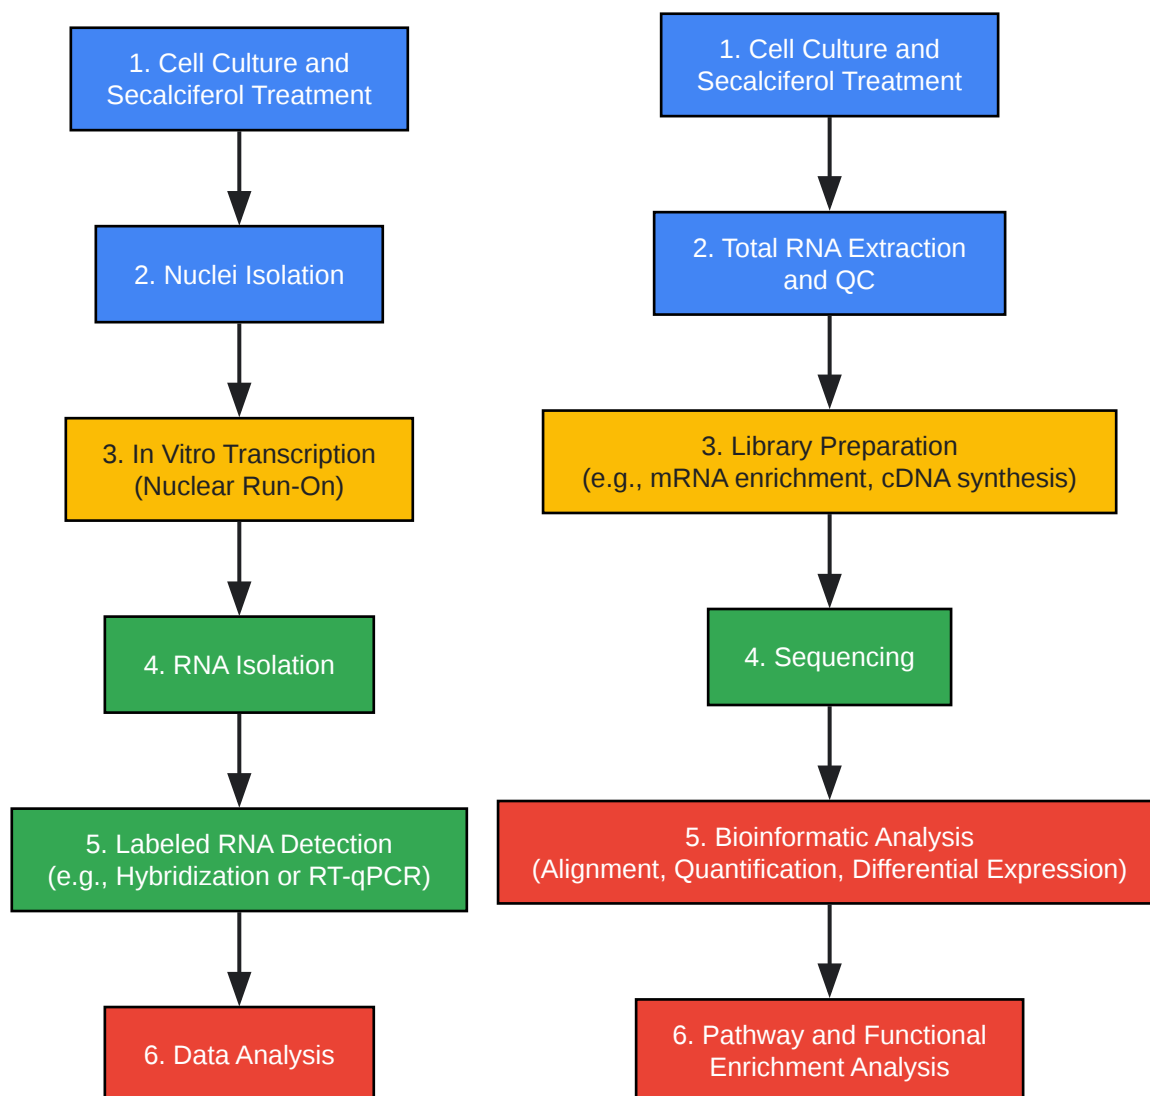 1. Cell Culture and
Secalciferol Treatment
2. Nuclei Isolation
3. In Vitro Transcription
(Nuclear Run-On)
4. RNA Isolation
5. Labeled RNA Detection
(e.g., Hybridization or RT-qPCR)
6. Data Analysis
1. Cell Culture and
Secalciferol Treatment
2. Total RNA Extraction
and QC
3. Library Preparation
(e.g., mRNA enrichment, cDNA synthesis)
4. Sequencing
5. Bioinformatic Analysis
(Alignment, Quantification, Differential Expression)
6. Pathway and Functional
Enrichment Analysis